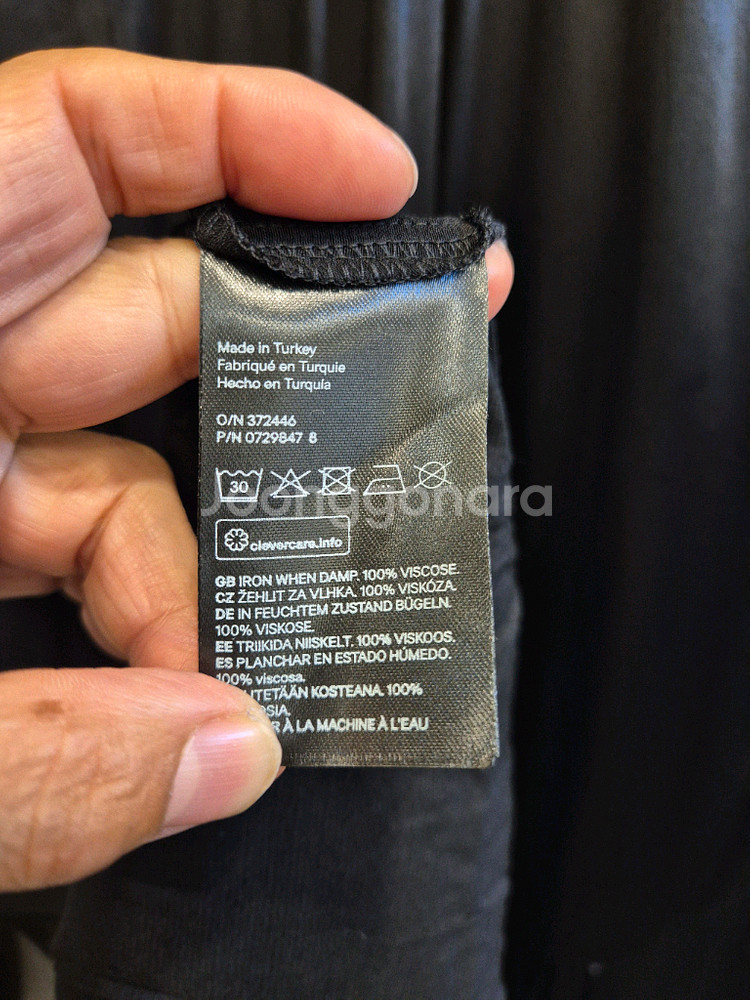 Made in Turkey
Fabriqué en Turquie
Hecho en Turquía
O/N 372446
P/N 0729847 8
30
clevercare.info
GB IRON WHEN DAMP. 100% VISCOSE.
CZ ŽEHLIT ZA VLHKA. 100% VISKÓZA.
DE IN FEUCHTEM ZUSTAND BÜGELN.
100% VISKOSE.
EE TRIIKIDA NIISKELT. 100% VISKOOS.
ES PLANCHAR EN ESTADO HÚMEDO.
100% viscosa.
KOSTEANA. 100%
À LA MACHINE À L'EAU
Joonggonara